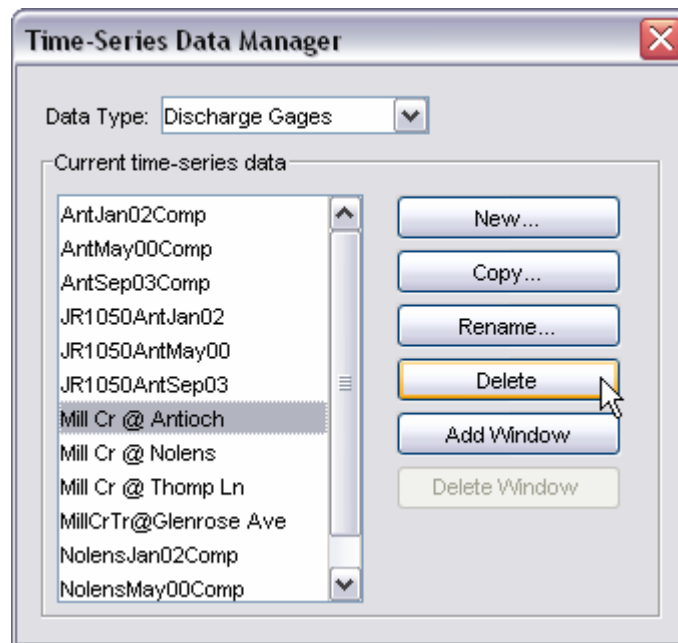 Time-Series Data Manager
Data Type: Discharge Gages
Current time-series data
AntJan02Comp
AntMay00Comp
AntSep03Comp
JR1050AntJan02
JR1050AntMay00
JR1050AntSep03
Mill Cr @ Antioch
Mill Cr @ Nolens
Mill Cr @ Thomp Ln
MillCrTr@Glenrose Ave
NolensJan02Comp
NolensMay00Comp
New...
Copy...
Rename...
Delete
Add Window
Delete Window